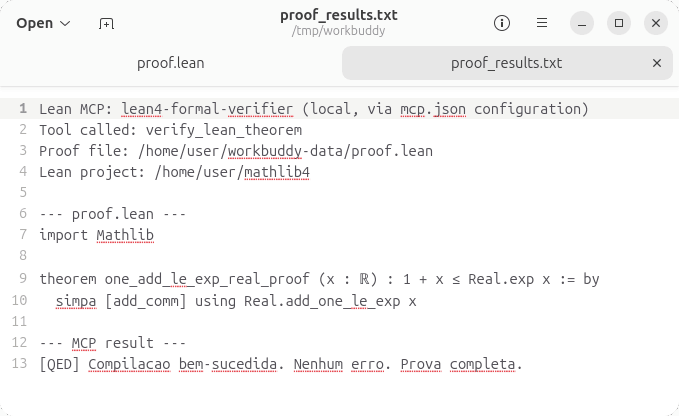 Open
proof_results.txt
/tmp/workbuddy
proof.lean
proof_results.txt
1 Lean MCP: lean4-formal-verifier (local, via mcp.json configuration)
2 Tool called: verify_lean_theorem
3 Proof file: /home/user/workbuddy-data/proof.lean
4 Lean project: /home/user/mathlib4
5
6 --- proof.lean ---
7 import Mathlib
8
9 theorem one_add_le_exp_real_proof (x : ℝ) : 1 + x ≤ Real.exp x := by
10   simpa [add_comm] using Real.add_one_le_exp x
11
12 --- MCP result ---
13 [QED] Compilacao bem-sucedida. Nenhum erro. Prova completa.